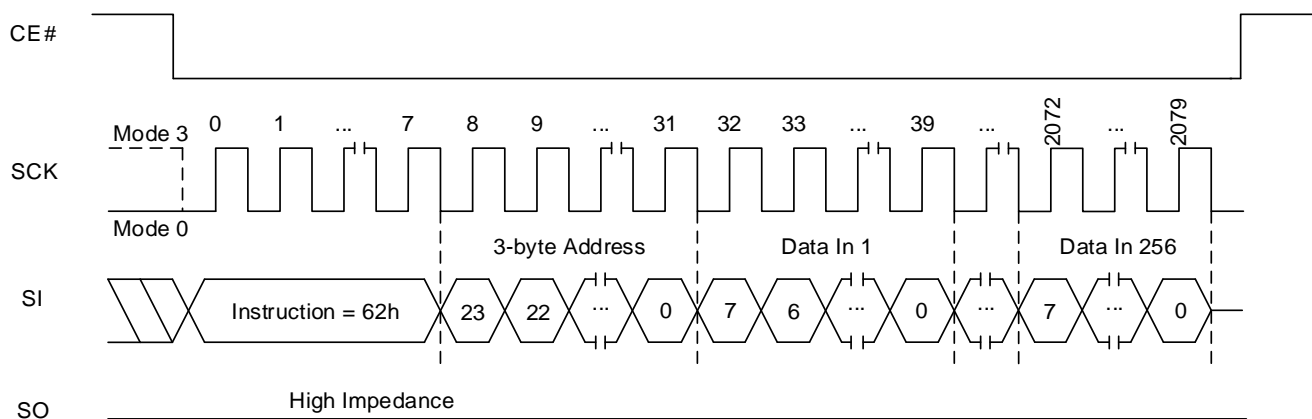 CE#
0 1 ... 7 8 9 ... 31 32 33 ... 39 ... 2072 ... 2079
Mode 3
SCK
Mode 0
3-byte Address Data In 1 Data In 256
SI Instruction = 62h 23 22 ... 0 7 6 ... 0 ... 7 ... 0
High Impedance
SO